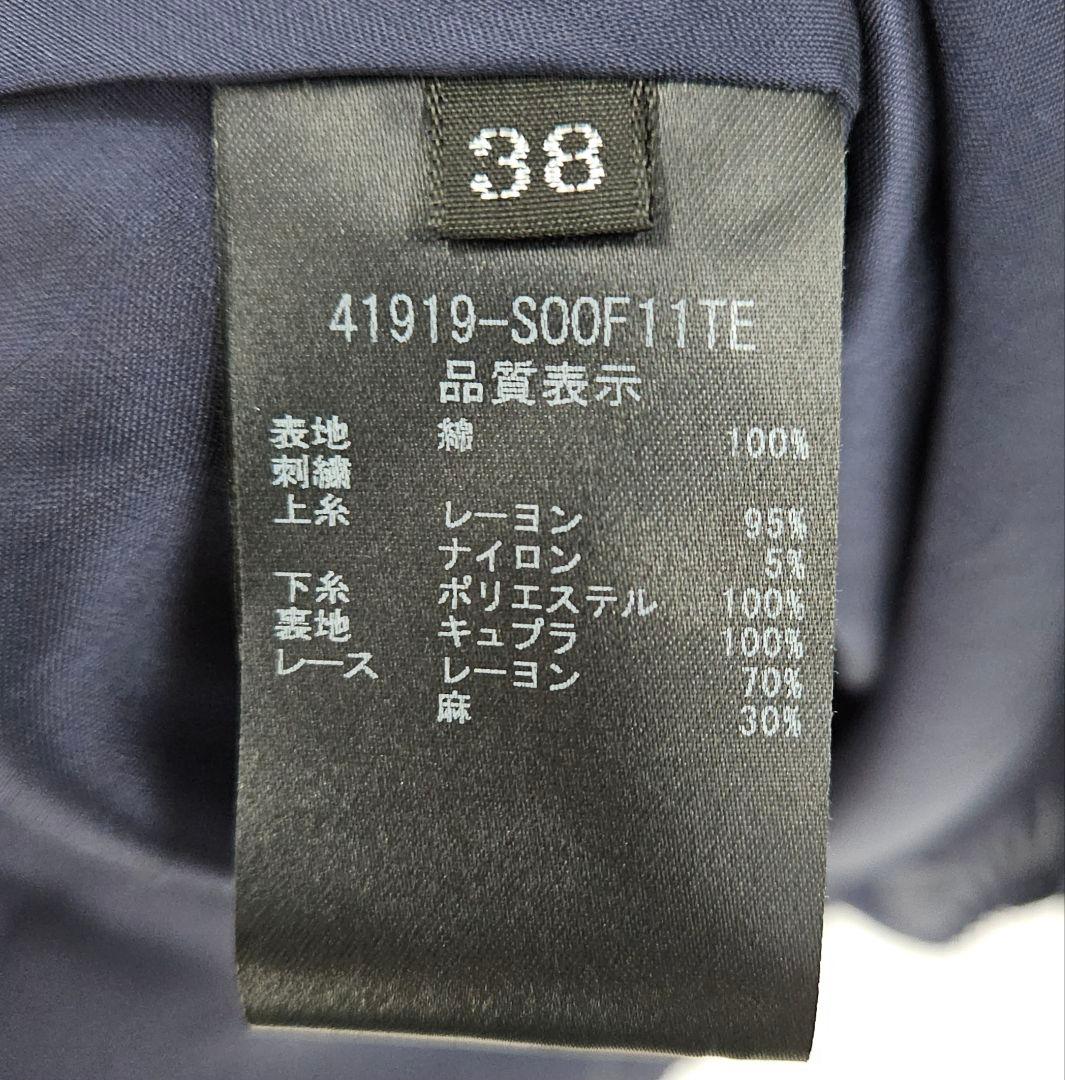 38
41919-S00F11TE
品質表示
表地 綿 100%
刺繍
上糸 レーヨン 95%
ナイロン 5%
下糸 ポリエステル 100%
裏地 キュプラ 100%
レース レーヨン 70%
麻 30%